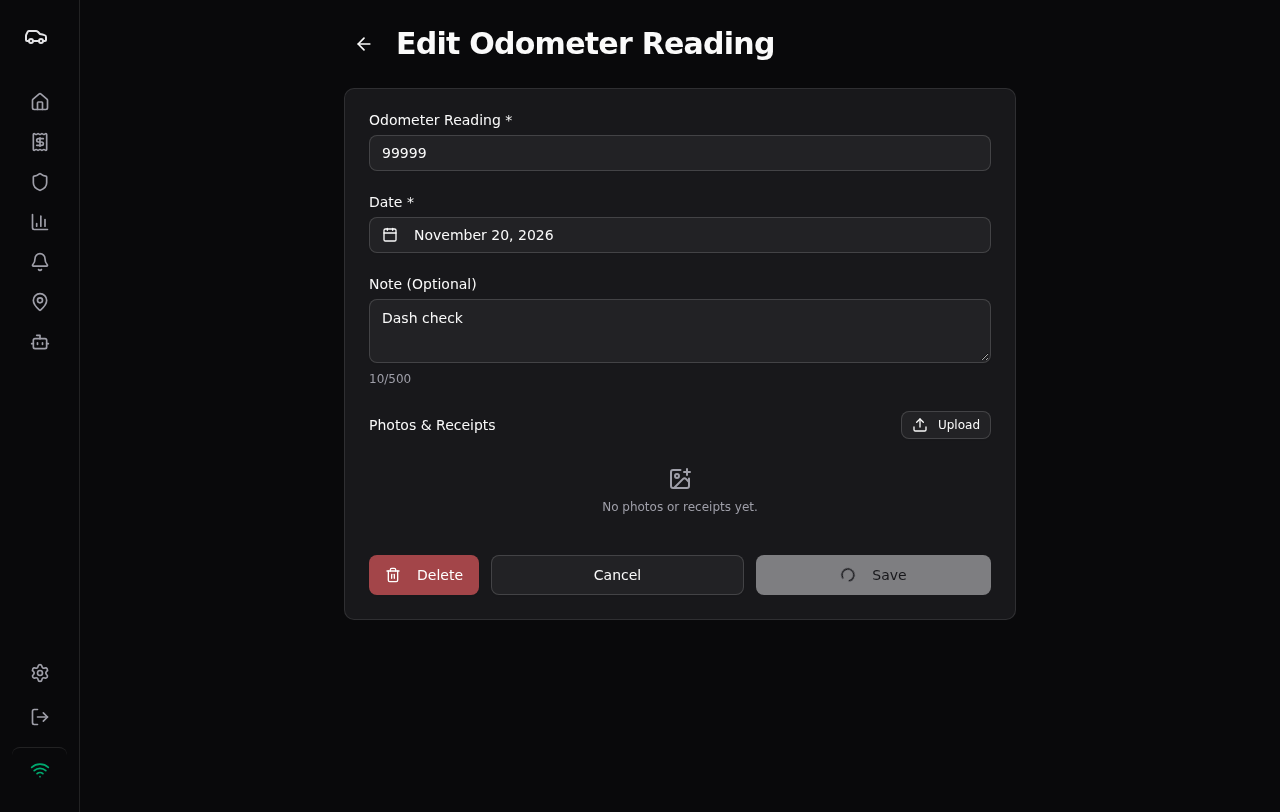 Edit Odometer Reading
Odometer Reading *
99999
Date *
November 20, 2026
Note (Optional)
Dash check
10/500
Photos & Receipts
Upload
No photos or receipts yet.
Delete
Cancel
Save